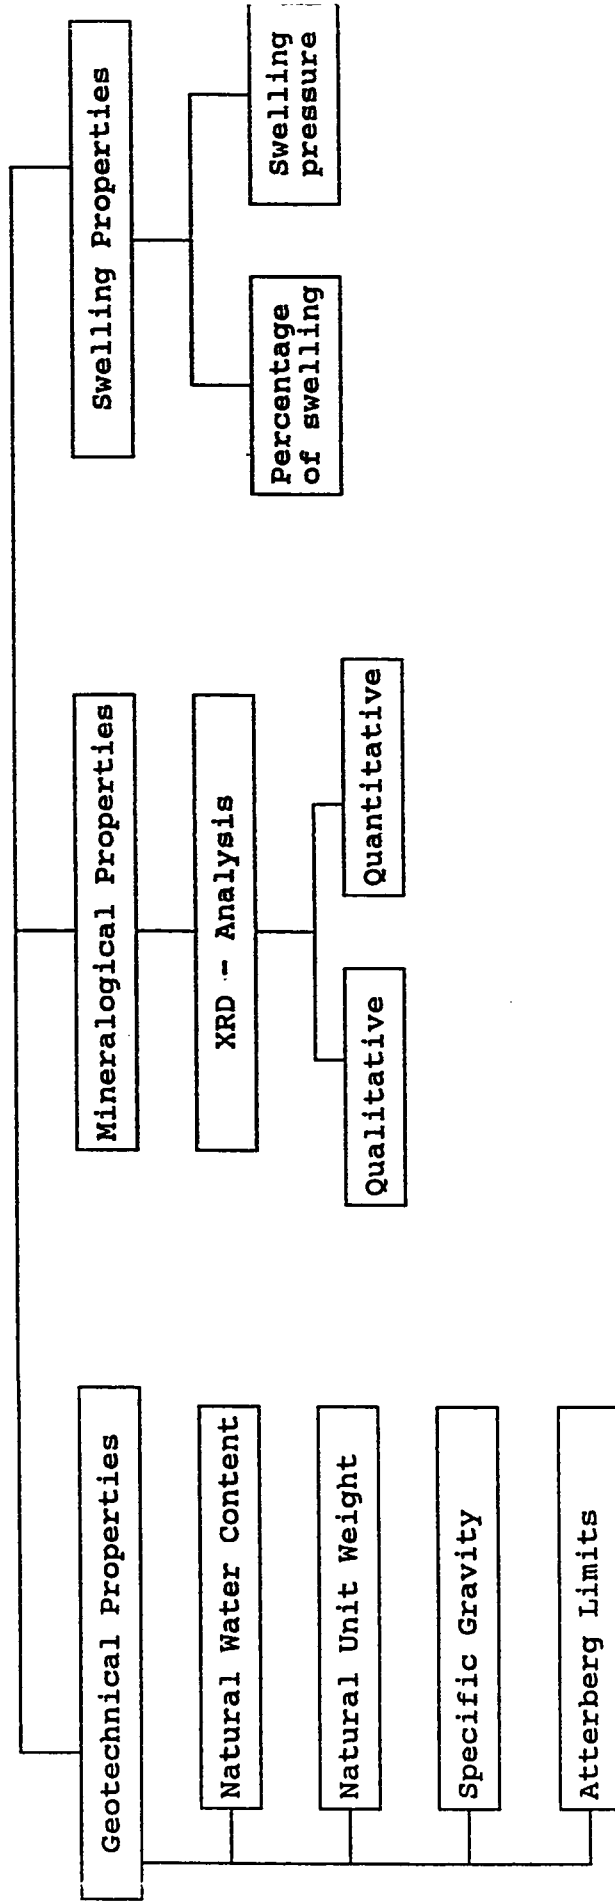 Geotechnical Properties
Natural Water Content
Natural Unit Weight
Specific Gravity
Atterberg Limits
Mineralogical Properties
XRD - Analysis
Qualitative
Quantitative
Swelling Properties
Percentage
of swelling
Swelling
pressure